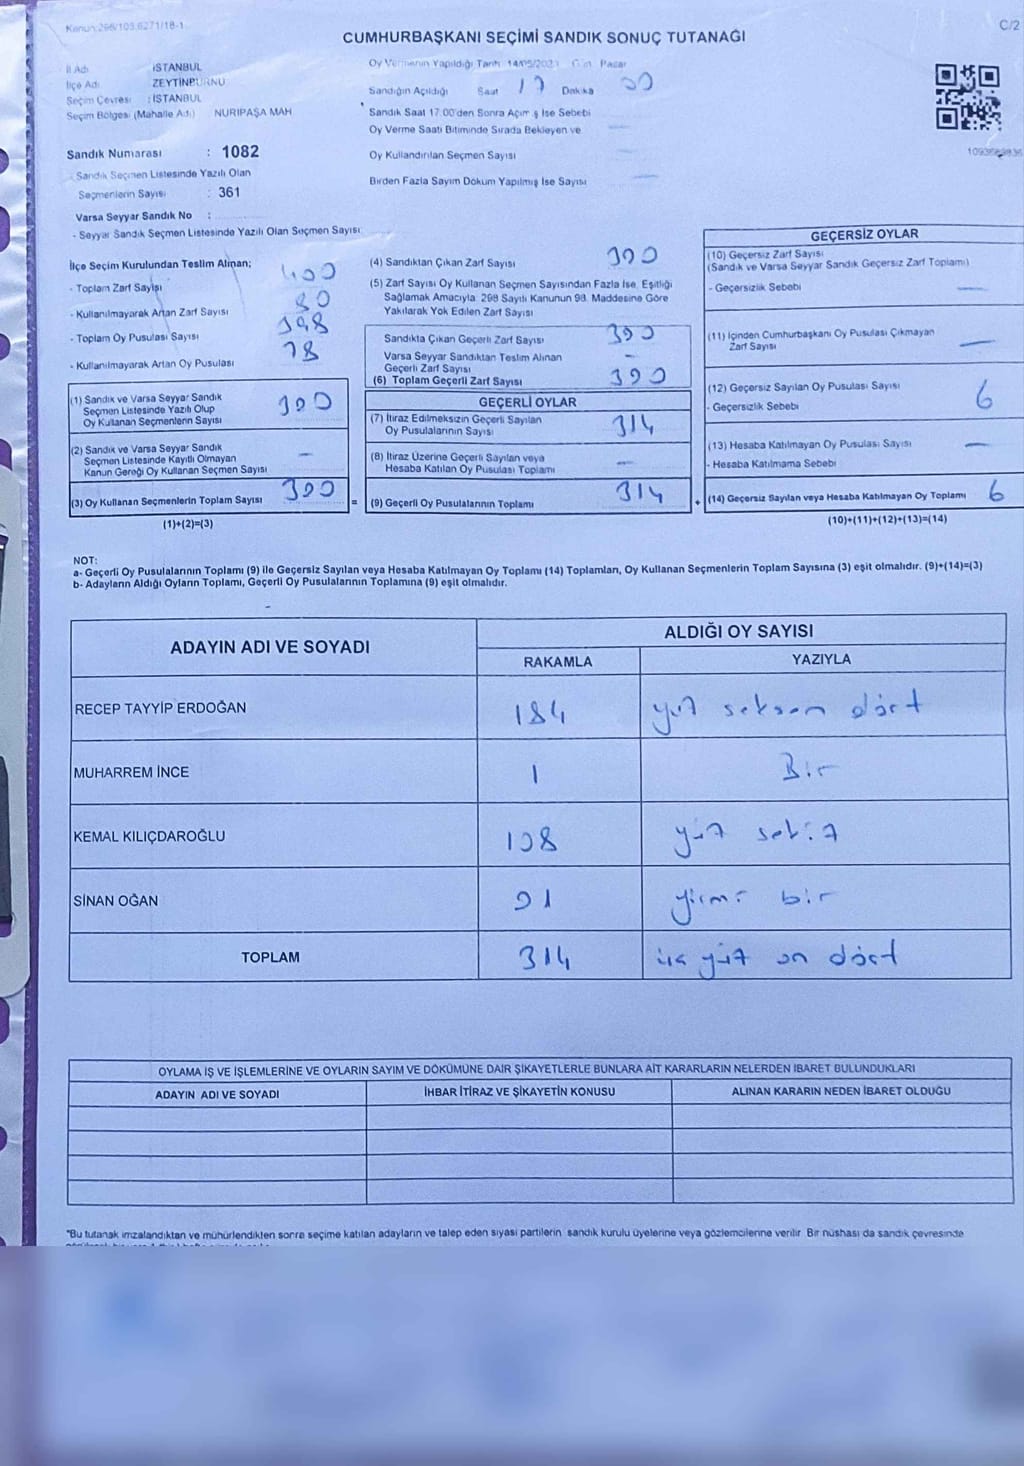 Kanun:298/103,6271/18-1
C/2
CUMHURBAŞKANI SEÇİMİ SANDIK SONUÇ TUTANAĞI
İl Adı : İSTANBUL
İlçe Adı : ZEYTİNBURNU
Seçim Çevresi : İSTANBUL
Seçim Bölgesi (Mahalle Adı) NURİPAŞA MAH
Sandık Numarası : 1082
- Sandık Seçmen Listesinde Yazılı Olan
Seçmenlerin Sayısı : 361
Varsa Seyyar Sandık No :
- Seyyar Sandık Seçmen Listesinde Yazılı Olan Seçmen Sayısı:
Oy Vermenin Yapıldığı Tarih 14/05/2023 Gün Pazar
Sandığın Açıldığı Saat 17 Dakika 00
Sandık Saat 17.00'den Sonra Açılmış İse Sebebi
Oy Verme Saati Bitiminde Sırada Bekleyen ve
Oy Kullandırılan Seçmen Sayısı
Birden Fazla Sayım Döküm Yapılmış İse Sayısı
İlçe Seçim Kurulundan Teslim Alınan;
- Toplam Zarf Sayısı 400
- Kullanılmayarak Artan Zarf Sayısı 80
- Toplam Oy Pusulası Sayısı 398
- Kullanılmayarak Artan Oy Pusulası 78
(1) Sandık ve Varsa Seyyar Sandık
Seçmen Listesinde Yazılı Olup
Oy Kullanan Seçmenlerin Sayısı 320
(2) Sandık ve Varsa Seyyar Sandık
Seçmen Listesinde Kayıtlı Olmayan
Kanun Gereği Oy Kullanan Seçmen Sayısı –
(3) Oy Kullanan Seçmenlerin Toplam Sayısı 320
(1)+(2)=(3)
=
(4) Sandıktan Çıkan Zarf Sayısı 320
(5) Zarf Sayısı Oy Kullanan Seçmen Sayısından Fazla İse, Eşitliği
Sağlamak Amacıyla 298 Sayılı Kanunun 98. Maddesine Göre
Yakılarak Yok Edilen Zarf Sayısı
Sandıkta Çıkan Geçerli Zarf Sayısı 320
Varsa Seyyar Sandıktan Teslim Alınan
Geçerli Zarf Sayısı –
(6) Toplam Geçerli Zarf Sayısı 320
GEÇERLİ OYLAR
(7) İtiraz Edilmeksizin Geçerli Sayılan
Oy Pusulalarının Sayısı 314
(8) İtiraz Üzerine Geçerli Sayılan veya
Hesaba Katılan Oy Pusulası Toplamı –
(9) Geçerli Oy Pusulalarının Toplamı 314
+
GEÇERSİZ OYLAR
(10) Geçersiz Zarf Sayısı
(Sandık ve Varsa Seyyar Sandık Geçersiz Zarf Toplamı)
- Geçersizlik Sebebi –
(11) İçinden Cumhurbaşkanı Oy Pusulası Çıkmayan
Zarf Sayısı –
(12) Geçersiz Sayılan Oy Pusulası Sayısı 6
- Geçersizlik Sebebi
(13) Hesaba Katılmayan Oy Pusulası Sayısı –
- Hesaba Katılmama Sebebi
(14) Geçersiz Sayılan veya Hesaba Katılmayan Oy Toplamı 6
(10)+(11)+(12)+(13)=(14)
NOT:
a- Geçerli Oy Pusulalarının Toplamı (9) ile Geçersiz Sayılan veya Hesaba Katılmayan Oy Toplamı (14) Toplamları, Oy Kullanan Seçmenlerin Toplam Sayısına (3) eşit olmalıdır. (9)+(14)=(3)
b- Adayların Aldığı Oyların Toplamı, Geçerli Oy Pusulalarının Toplamına (9) eşit olmalıdır.
ADAYIN ADI VE SOYADI ALDIĞI OY SAYISI
RAKAMLA YAZIYLA
RECEP TAYYİP ERDOĞAN 184 yüz seksen dört
MUHARREM İNCE 1 Bir
KEMAL KILIÇDAROĞLU 108 yüz sekiz
SİNAN OĞAN 21 yirmi bir
TOPLAM 314 üç yüz on dört
OYLAMA İŞ VE İŞLEMLERİNE VE OYLARIN SAYIM VE DÖKÜMÜNE DAİR ŞİKAYETLERLE BUNLARA AİT KARARLARIN NELERDEN İBARET BULUNDUKLARI
ADAYIN ADI VE SOYADI İHBAR İTİRAZ VE ŞİKAYETİN KONUSU ALINAN KARARIN NEDEN İBARET OLDUĞU
*Bu tutanak imzalandıktan ve mühürlendikten sonra seçime katılan adayların ve talep eden siyasi partilerin sandık kurulu üyelerine veya gözlemcilerine verilir. Bir nüshası da sandık çevresinde